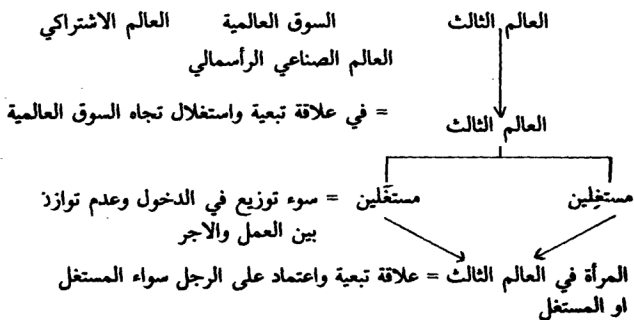 العالم الثالث السوق العالمية العالم الاشتراكي
العالم الصناعي الرأسمالي
العالم الثالث = في علاقة تبعية واستغلال تجاه السوق العالمية
مستغِلين مستغَلين = سوء توزيع في الدخول وعدم توازن
بين العمل والاجر
المرأة في العالم الثالث = علاقة تبعية واعتماد على الرجل سواء المستغل
او المستغل